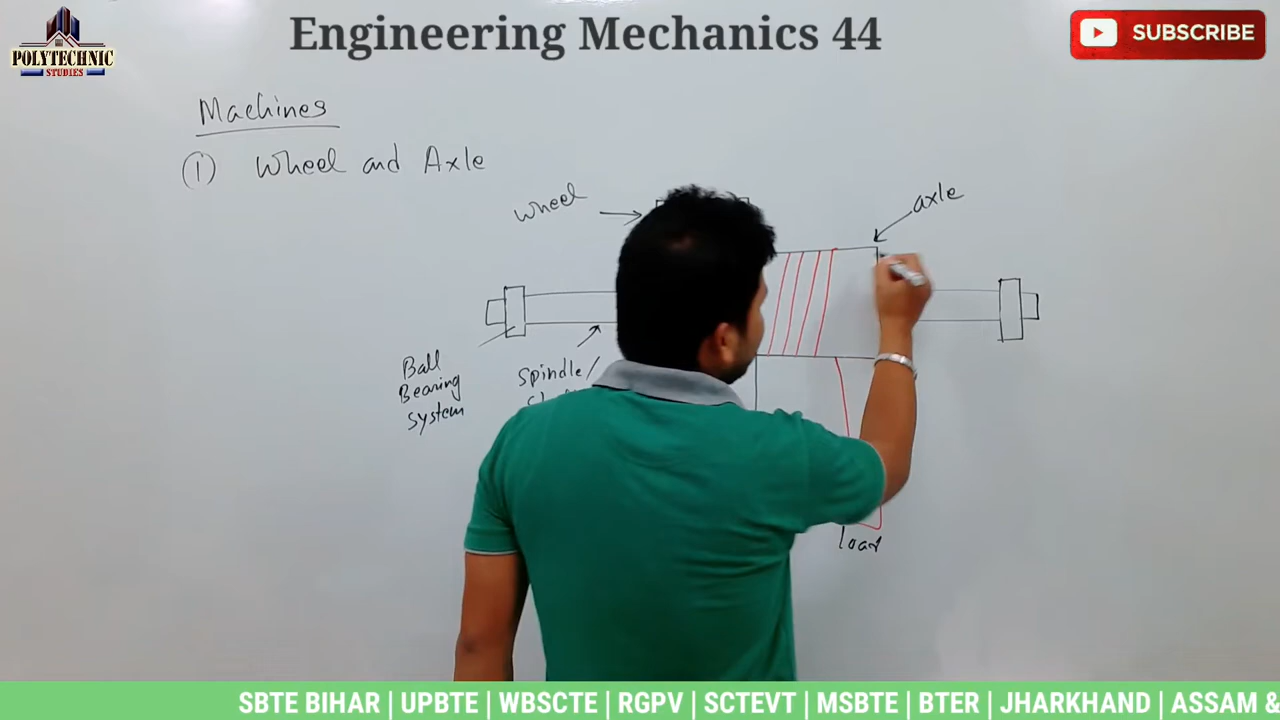 Engineering Mechanics 44
POLYTECHNIC
STUDIES
SUBSCRIBE
Machines
(1) Wheel and Axle
wheel
axle
Ball
Bearing
System
Spindle/
load
SBTE BIHAR | UPBTE | WBSCTE | RGPV | SCTEVT | MSBTE | BTER | JHARKHAND | ASSAM &